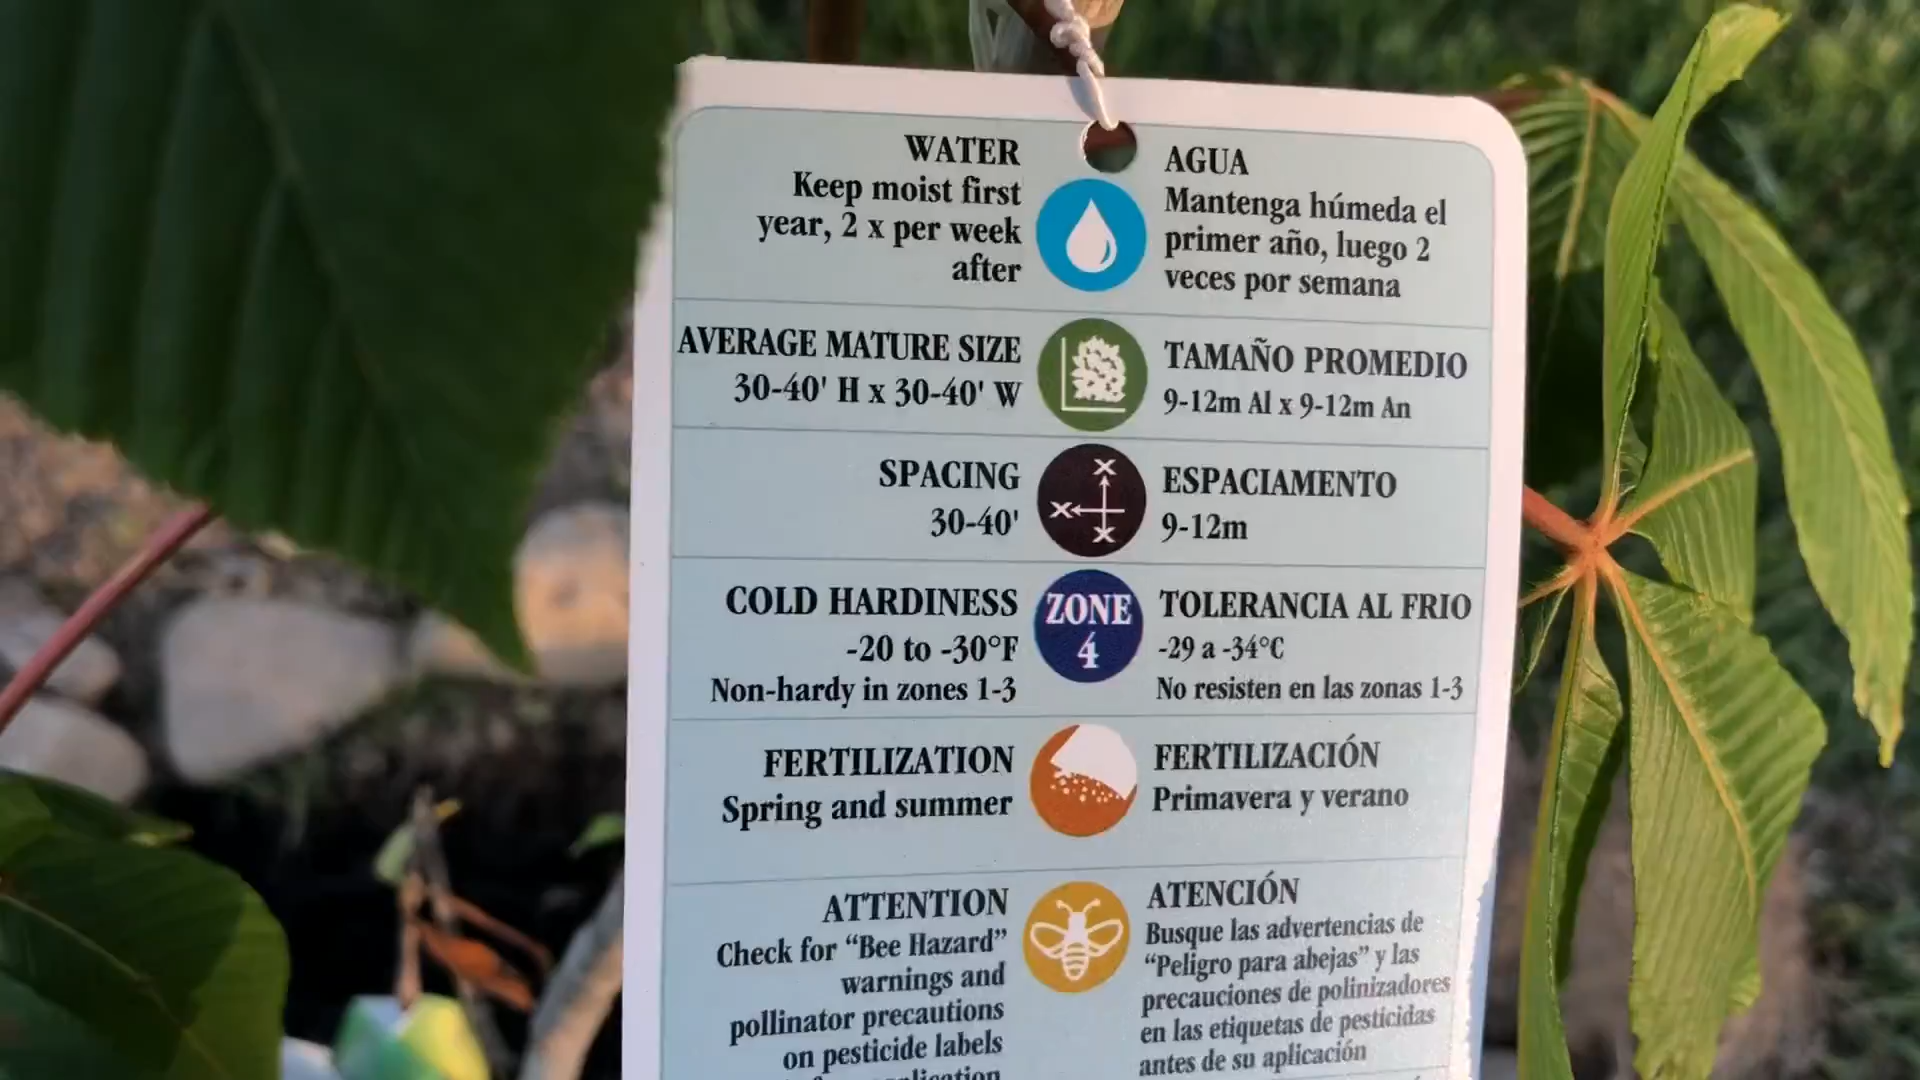 WATER
Keep moist first
year, 2 x per week
after
AGUA
Mantenga húmeda el
primer año, luego 2
veces por semana
AVERAGE MATURE SIZE
30-40' H x 30-40' W
TAMAÑO PROMEDIO
9-12m Al x 9-12m An
SPACING
30-40'
ESPACIAMENTO
9-12m
COLD HARDINESS
-20 to -30°F
Non-hardy in zones 1-3
ZONE
4
TOLERANCIA AL FRIO
-29 a -34°C
No resisten en las zonas 1-3
FERTILIZATION
Spring and summer
FERTILIZACIÓN
Primavera y verano
ATTENTION
Check for “Bee Hazard”
warnings and
pollinator precautions
on pesticide labels
ATENCIÓN
Busque las advertencias de
“Peligro para abejas” y las
precauciones de polinizadores
en las etiquetas de pesticidas
antes de su aplicación